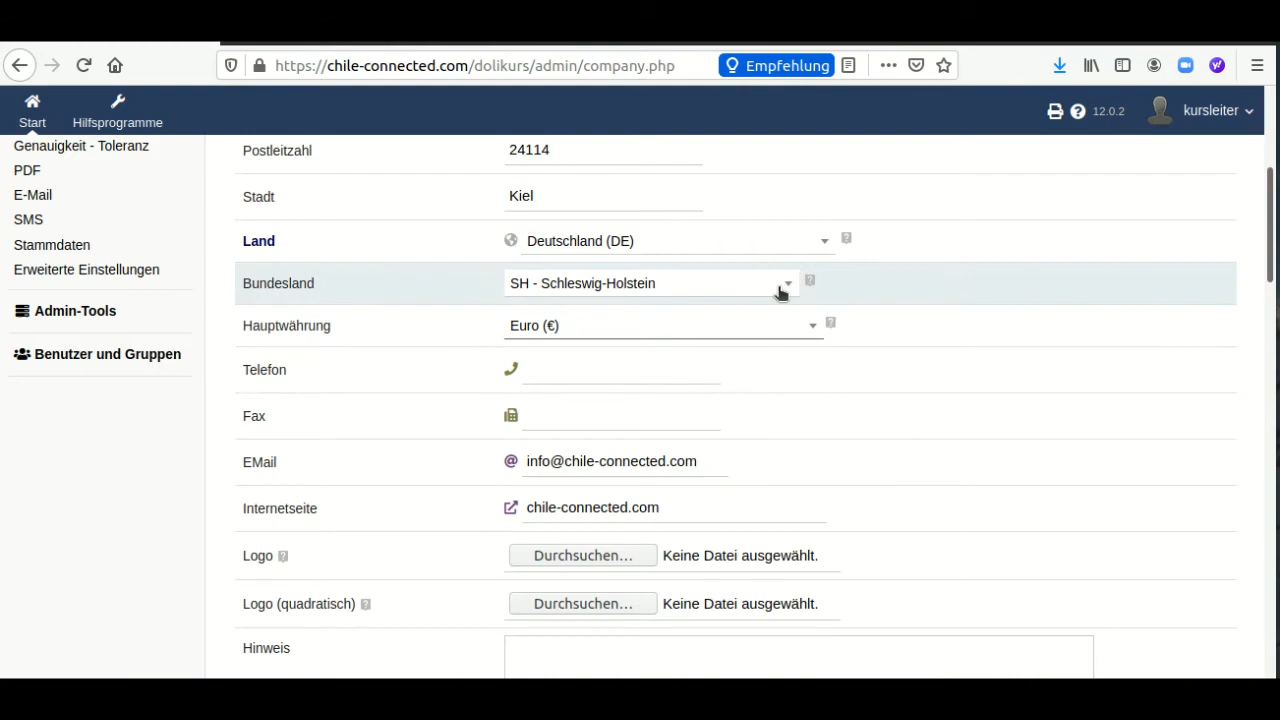 https://chile-connected.com/dolikurs/admin/company.php Empfehlung
Start Hilfsprogramme 12.0.2 kursleiter
Genauigkeit - Toleranz
PDF
E-Mail
SMS
Stammdaten
Erweiterte Einstellungen
Admin-Tools
Benutzer und Gruppen
Postleitzahl 24114
Stadt Kiel
Land Deutschland (DE)
Bundesland SH - Schleswig-Holstein
Hauptwährung Euro (€)
Telefon
Fax
EMail @ info@chile-connected.com
Internetseite chile-connected.com
Logo Durchsuchen... Keine Datei ausgewählt.
Logo (quadratisch) Durchsuchen... Keine Datei ausgewählt.
Hinweis